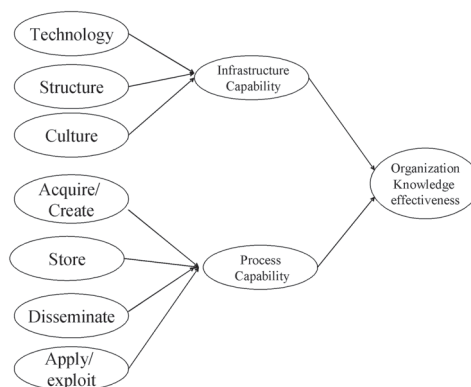 Technology
Structure
Culture
Infrastructure
Capability
Acquire/
Create
Store
Disseminate
Apply/
exploit
Process
Capability
Organization
Knowledge
effectiveness